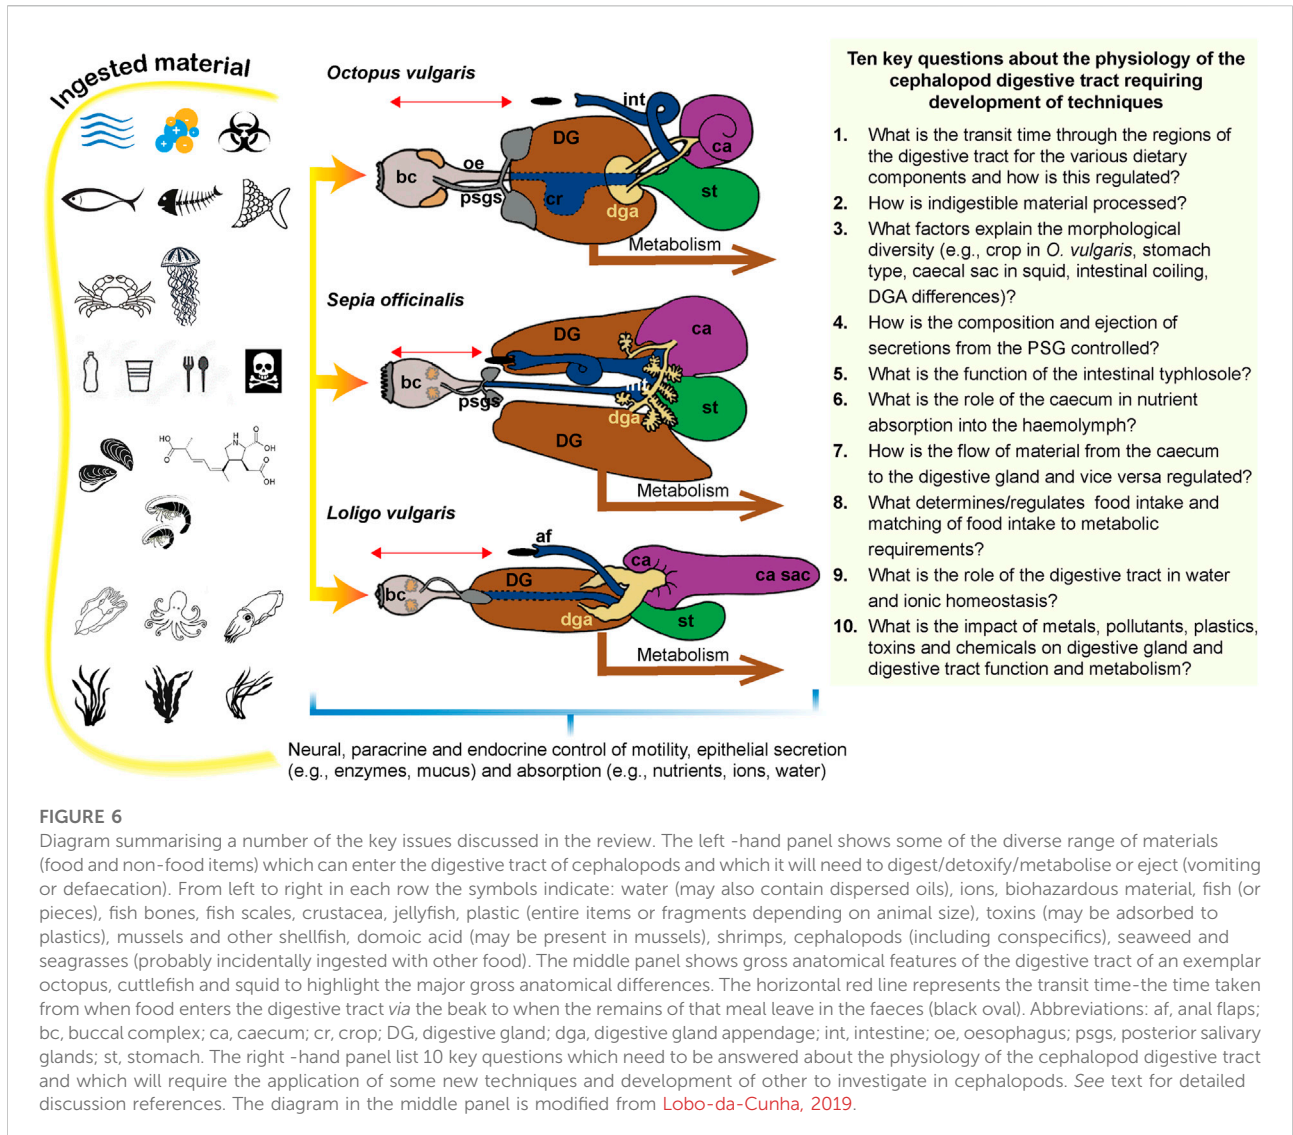 Ingested material
Octopus vulgaris
int
DG
ca
oe
bc
psgs
cr
dga
st
Metabolism
Sepia officinalis
DG
ca
bc
int
psgs
dga
st
DG
Metabolism
Loligo vulgaris
af
ca
DG
ca sac
bc
dga
st
Metabolism
HO
O
H
N
O
OH
O
OH
Neural, paracrine and endocrine control of motility, epithelial secretion
(e.g., enzymes, mucus) and absorption (e.g., nutrients, ions, water)
Ten key questions about the physiology of the
cephalopod digestive tract requiring
development of techniques
1. What is the transit time through the regions of
the digestive tract for the various dietary
components and how is this regulated?
2. How is indigestible material processed?
3. What factors explain the morphological
diversity (e.g., crop in O. vulgaris, stomach
type, caecal sac in squid, intestinal coiling,
DGA differences)?
4. How is the composition and ejection of
secretions from the PSG controlled?
5. What is the function of the intestinal typhlosole?
6. What is the role of the caecum in nutrient
absorption into the haemolymph?
7. How is the flow of material from the caecum
to the digestive gland and vice versa regulated?
8. What determines/regulates food intake and
matching of food intake to metabolic
requirements?
9. What is the role of the digestive tract in water
and ionic homeostasis?
10. What is the impact of metals, pollutants, plastics,
toxins and chemicals on digestive gland and
digestive tract function and metabolism?
FIGURE 6
Diagram summarising a number of the key issues discussed in the review. The left -hand panel shows some of the diverse range of materials
(food and non-food items) which can enter the digestive tract of cephalopods and which it will need to digest/detoxify/metabolise or eject (vomiting
or defaecation). From left to right in each row the symbols indicate: water (may also contain dispersed oils), ions, biohazardous material, fish (or
pieces), fish bones, fish scales, crustacea, jellyfish, plastic (entire items or fragments depending on animal size), toxins (may be adsorbed to
plastics), mussels and other shellfish, domoic acid (may be present in mussels), shrimps, cephalopods (including conspecifics), seaweed and
seagrasses (probably incidentally ingested with other food). The middle panel shows gross anatomical features of the digestive tract of an exemplar
octopus, cuttlefish and squid to highlight the major gross anatomical differences. The horizontal red line represents the transit time-the time taken
from when food enters the digestive tract via the beak to when the remains of that meal leave in the faeces (black oval). Abbreviations: af, anal flaps;
bc, buccal complex; ca, caecum; cr, crop; DG, digestive gland; dga, digestive gland appendage; int, intestine; oe, oesophagus; psgs, posterior salivary
glands; st, stomach. The right -hand panel list 10 key questions which need to be answered about the physiology of the cephalopod digestive tract
and which will require the application of some new techniques and development of other to investigate in cephalopods. See text for detailed
discussion references. The diagram in the middle panel is modified from Lobo-da-Cunha, 2019.